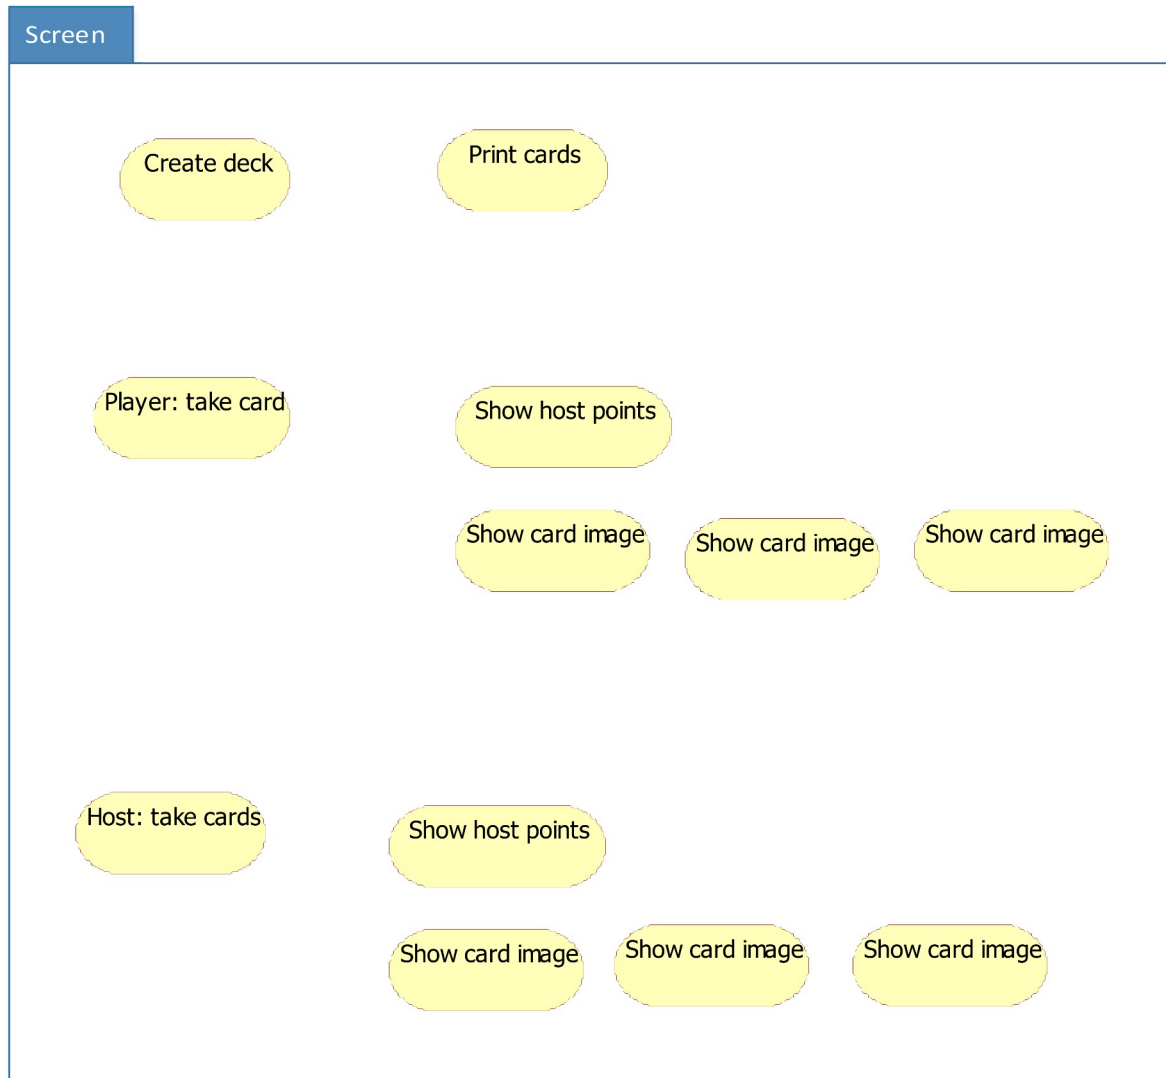 Screen
Create deck
Print cards
Player: take card
Show host points
Show card image
Show card image
Show card image
Host: take cards
Show host points
Show card image
Show card image
Show card image